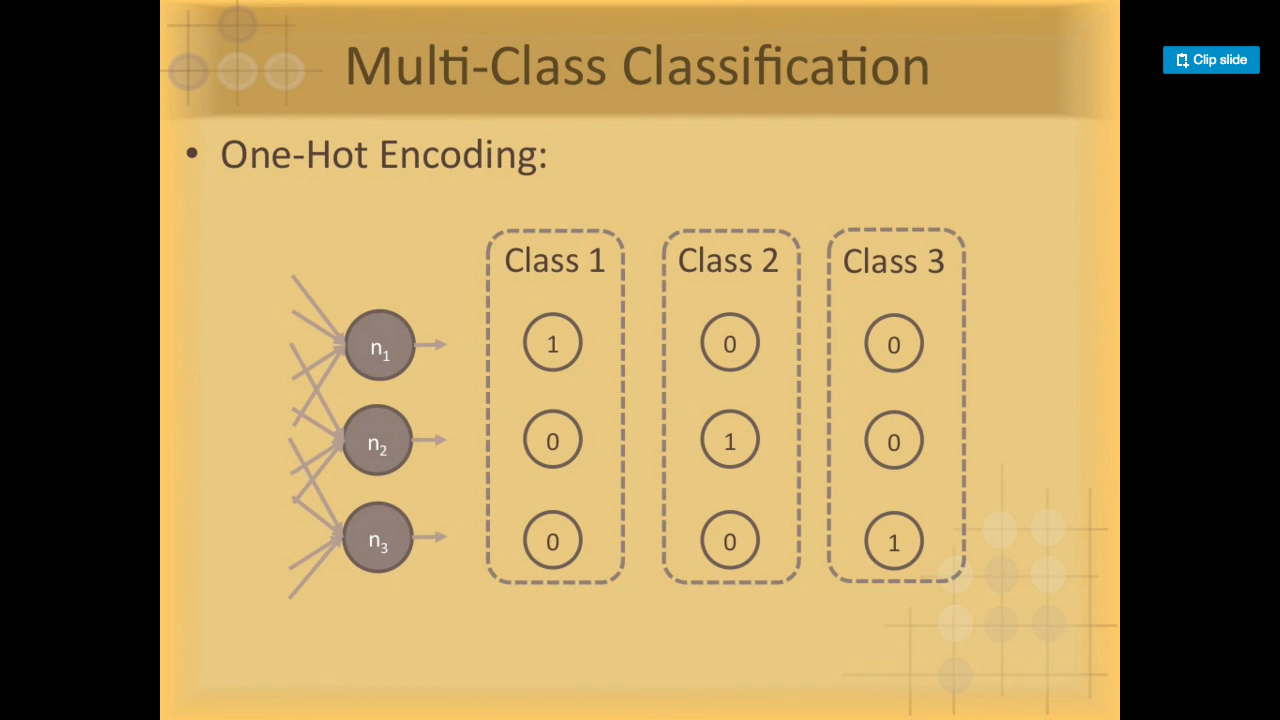 Multi-Class Classification
Clip slide
• One-Hot Encoding:
Class 1 Class 2 Class 3
n1 1 0 0
n2 0 1 0
n3 0 0 1